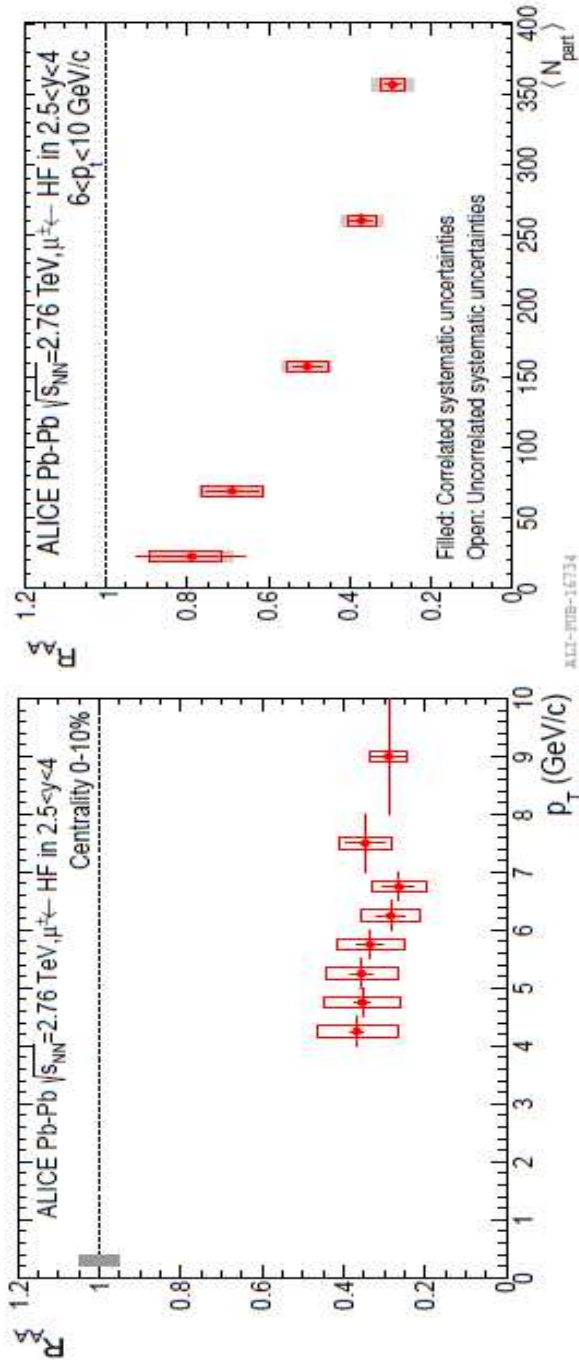 ALICE Pb-Pb √sNN=2.76 TeV,μ±← HF in 2.5<y<4
Centrality 0-10%
RAA
1.2
1
0.8
0.6
0.4
0.2
0
0 1 2 3 4 5 6 7 8 9 10
pT (GeV/c)
ALICE Pb-Pb √sNN=2.76 TeV,μ±← HF in 2.5<y<4
6<pt<10 GeV/c
RAA
1.2
1
0.8
0.6
0.4
0.2
0
Filled: Correlated systematic uncertainties
Open: Uncorrelated systematic uncertainties
0 50 100 150 200 250 300 350 400
⟨Npart⟩
ALI-PUB-16734